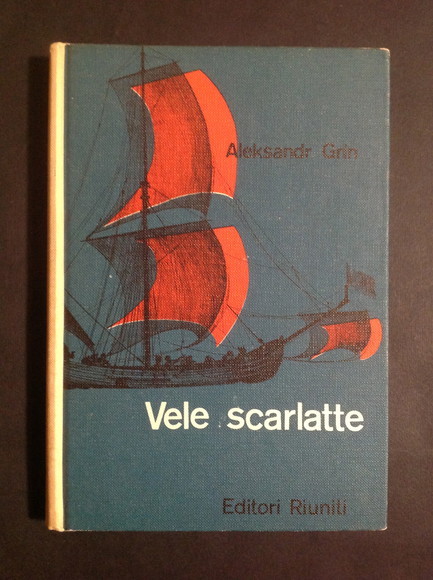 Aleksandr Grin
Vele scarlatte
Editori Riuniti